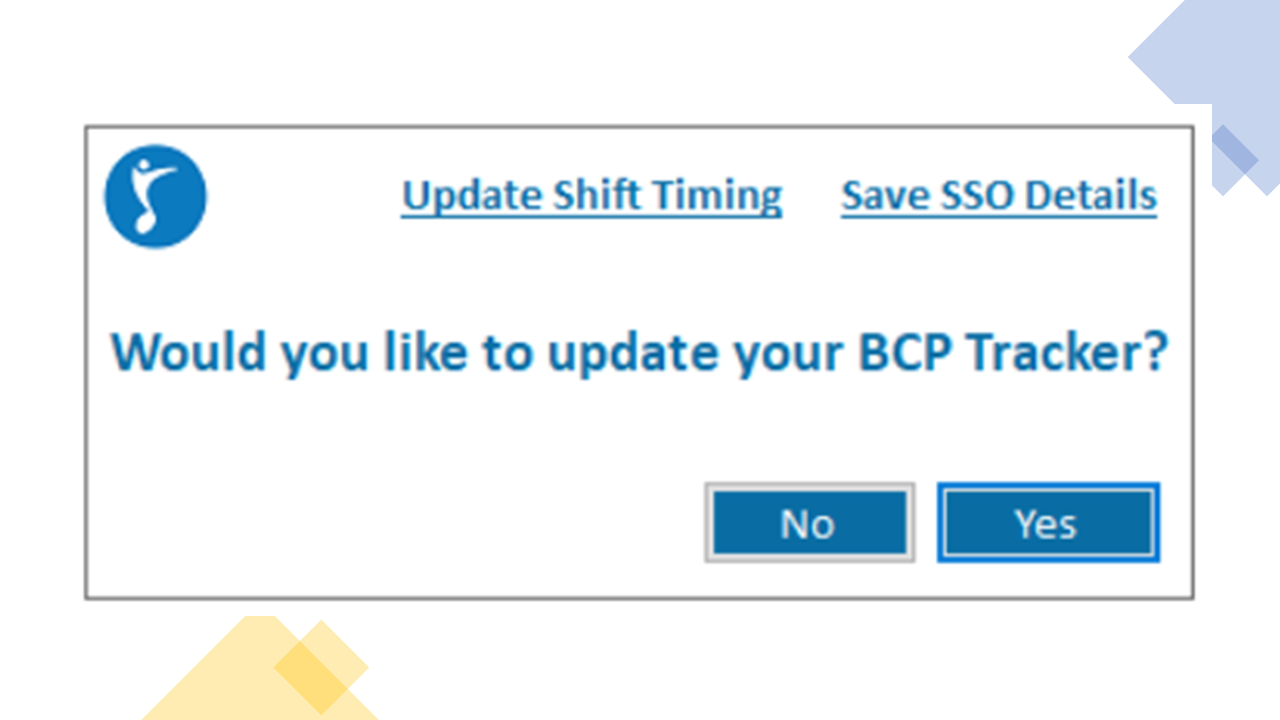 Update Shift Timing Save SSO Details
Would you like to update your BCP Tracker?
No Yes